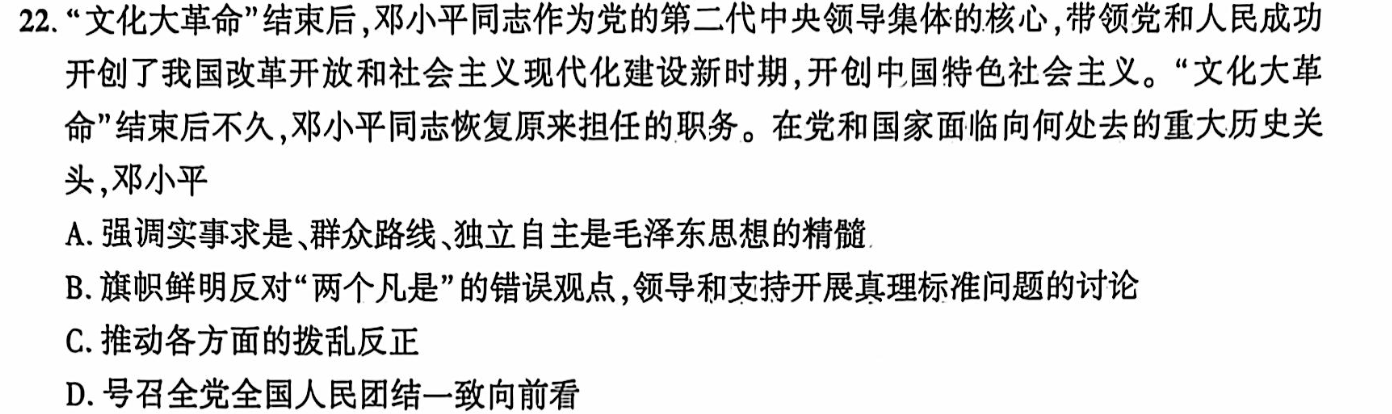 22. “文化大革命”结束后,邓小平同志作为党的第二代中央领导集体的核心,带领党和人民成功
开创了我国改革开放和社会主义现代化建设新时期,开创中国特色社会主义。“文化大革
命”结束后不久,邓小平同志恢复原来担任的职务。在党和国家面临向何处去的重大历史关
头,邓小平
A. 强调实事求是、群众路线、独立自主是毛泽东思想的精髓
B. 旗帜鲜明反对“两个凡是”的错误观点,领导和支持开展真理标准问题的讨论
C. 推动各方面的拨乱反正
D. 号召全党全国人民团结一致向前看